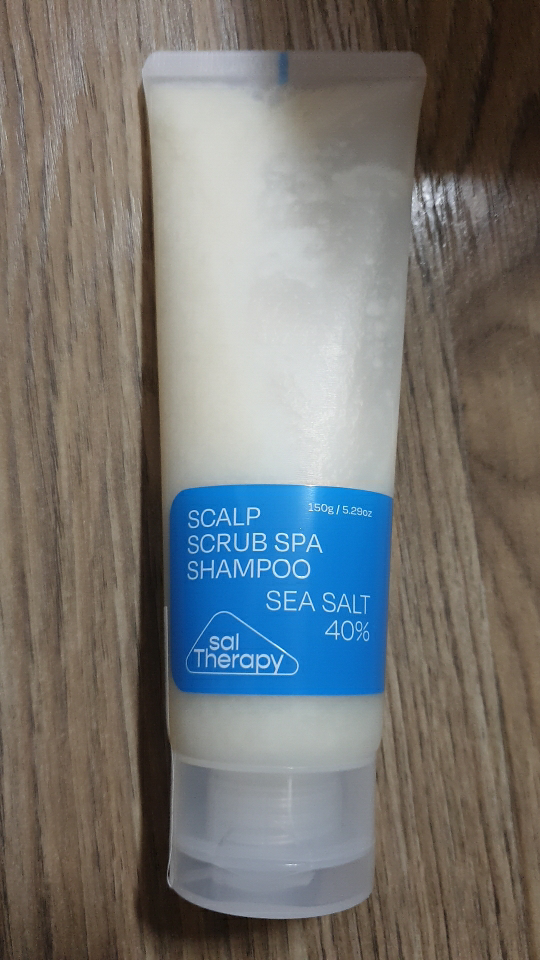 150g / 5.29oz
SCALP
SCRUB SPA
SHAMPOO
SEA SALT
40%
sal
Therapy